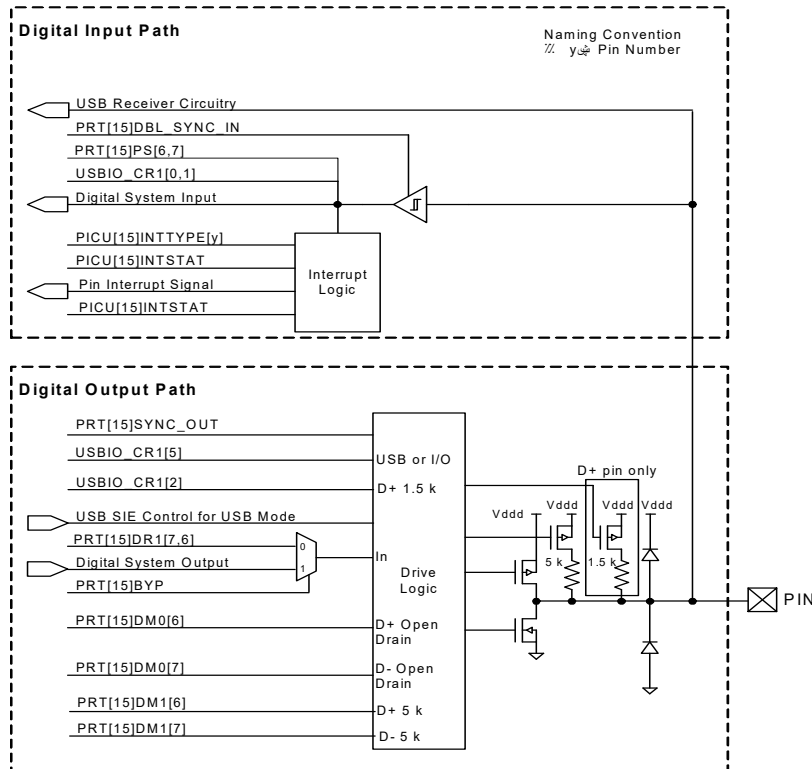 Digital Input Path
Naming Convention
y Pin Number
USB Receiver Circuitry
PRT[15]DBL_SYNC_IN
PRT[15]PS[6,7]
USBIO_CR1[0,1]
Digital System Input
PICU[15]INTTYPE[y]
PICU[15]INTSTAT
Pin Interrupt Signal
PICU[15]INTSTAT
Interrupt
Logic
Digital Output Path
PRT[15]SYNC_OUT
USBIO_CR1[5]
USB or I/O
USBIO_CR1[2]
D+ 1.5 k
D+ pin only
Vddd
Vddd
Vddd
Vddd
USB SIE Control for USB Mode
PRT[15]DR1[7,6]
0
Digital System Output
1
PRT[15]BYP
In
Drive
Logic
5 k
1.5 k
PIN
PRT[15]DM0[6]
D+ Open
Drain
PRT[15]DM0[7]
D- Open
Drain
PRT[15]DM1[6]
D+ 5 k
PRT[15]DM1[7]
D- 5 k